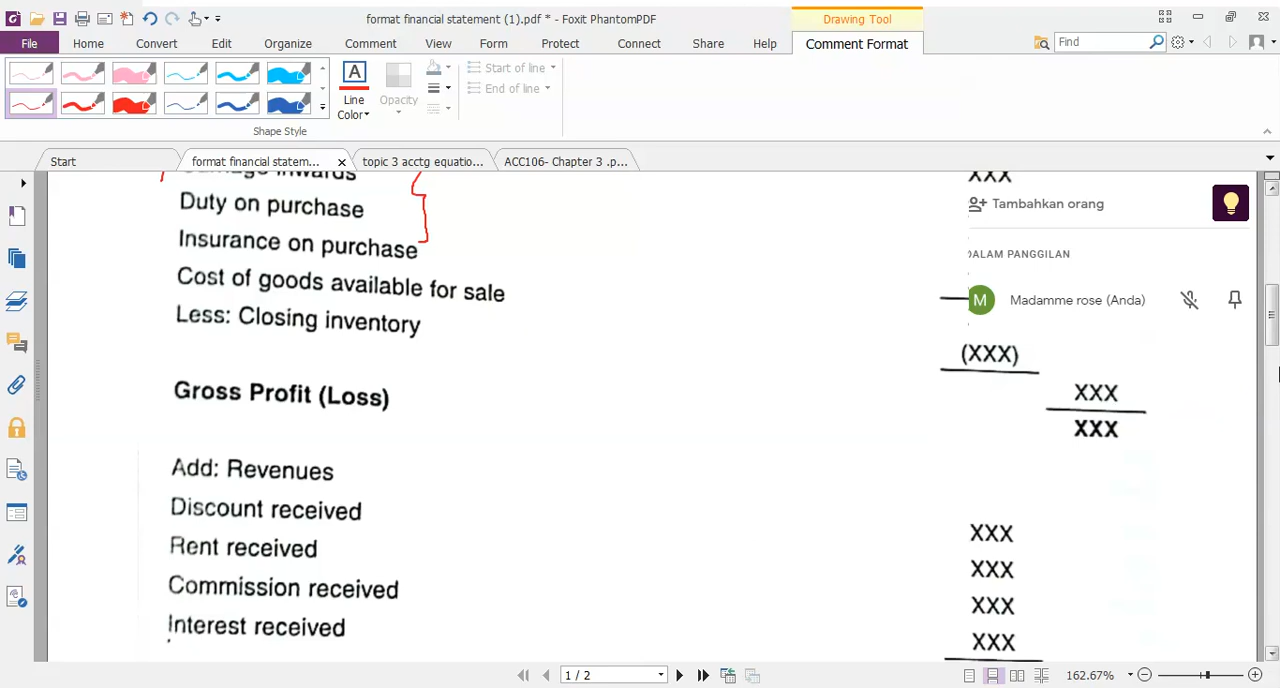 format financial statement (1).pdf * - Foxit PhantomPDF
Drawing Tool
File Home Convert Edit Organize Comment View Form Protect Connect Share Help Comment Format
Find
A
Line Color
Opacity
Start of line
End of line
Shape Style
Start
format financial statem...
topic 3 acctg equatio...
ACC106- Chapter 3 .p...
inwards
XXX
Duty on purchase
Tambahkan orang
Insurance on purchase
DALAM PANGGILAN
Cost of goods available for sale
M Madamme rose (Anda)
Less: Closing inventory
(XXX)
Gross Profit (Loss)
XXX
XXX
Add: Revenues
Discount received
XXX
Rent received
XXX
Commission received
XXX
Interest received
XXX
1 / 2
162.67%